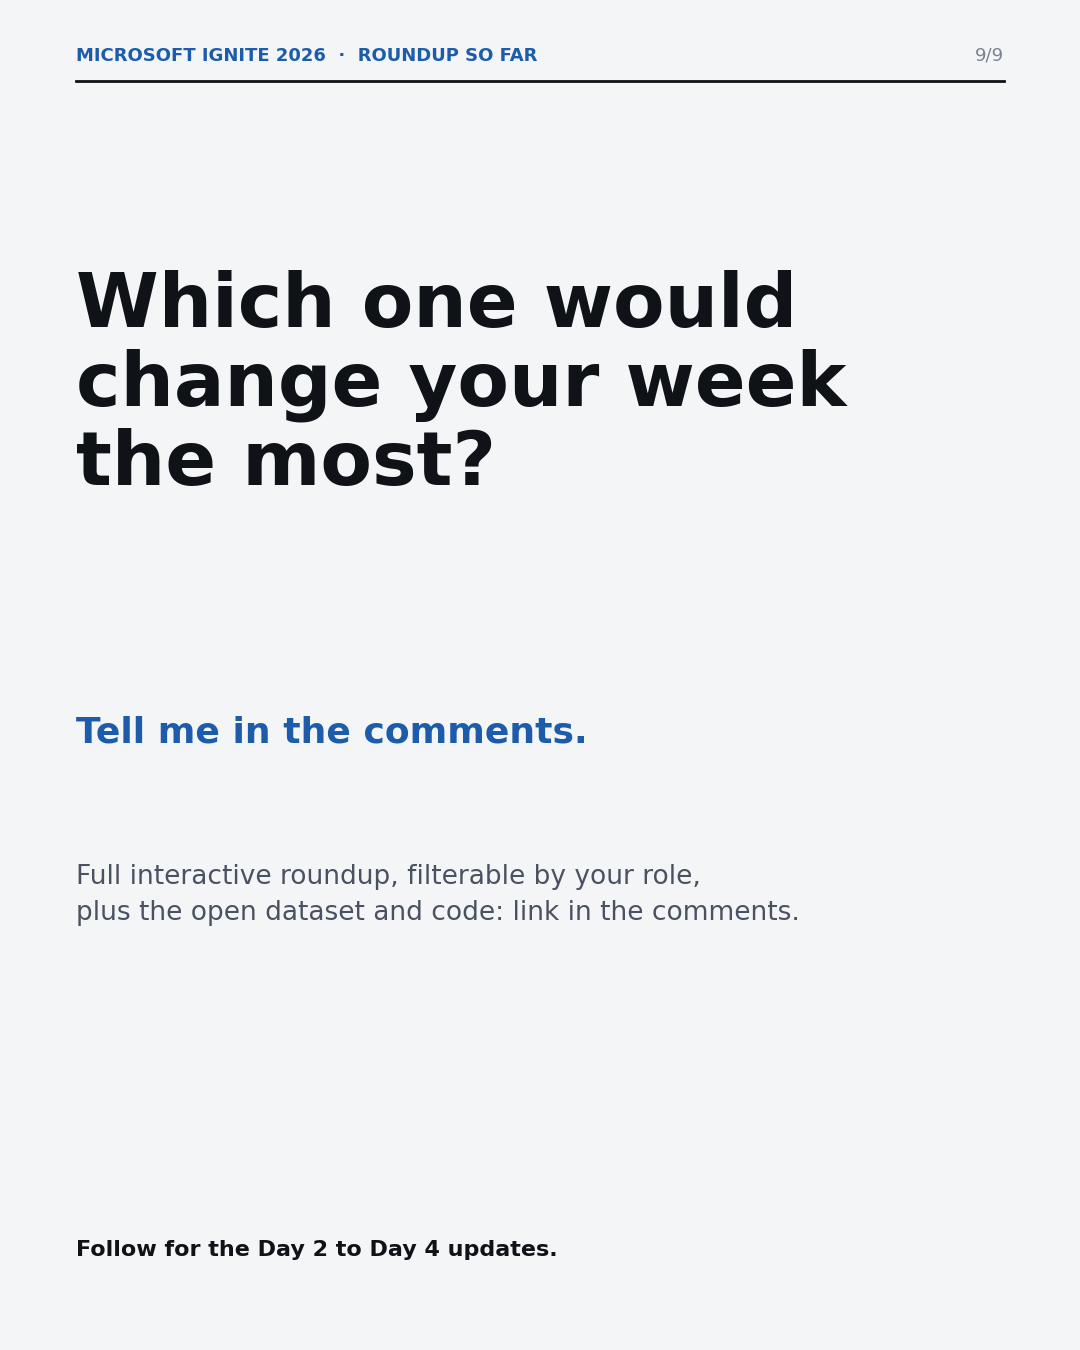 MICROSOFT IGNITE 2026 · ROUNDUP SO FAR 9/9
Which one would
change your week
the most?
Tell me in the comments.
Full interactive roundup, filterable by your role,
plus the open dataset and code: link in the comments.
Follow for the Day 2 to Day 4 updates.